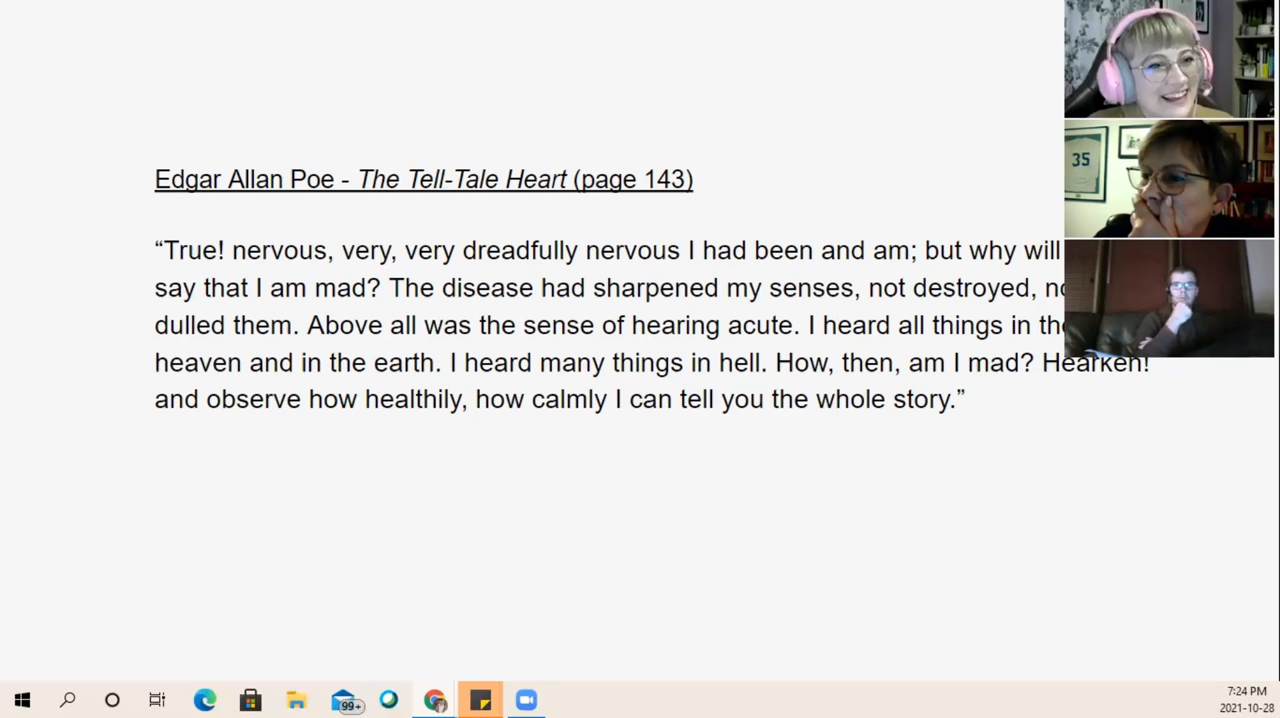 35
Edgar Allan Poe - The Tell-Tale Heart (page 143)
“True! nervous, very, very dreadfully nervous I had been and am; but why will
say that I am mad? The disease had sharpened my senses, not destroyed,
dulled them. Above all was the sense of hearing acute. I heard all things in
heaven and in the earth. I heard many things in hell. How, then, am I mad? Hearken!
and observe how healthily, how calmly I can tell you the whole story.”
99+
7:24 PM
2021-10-28